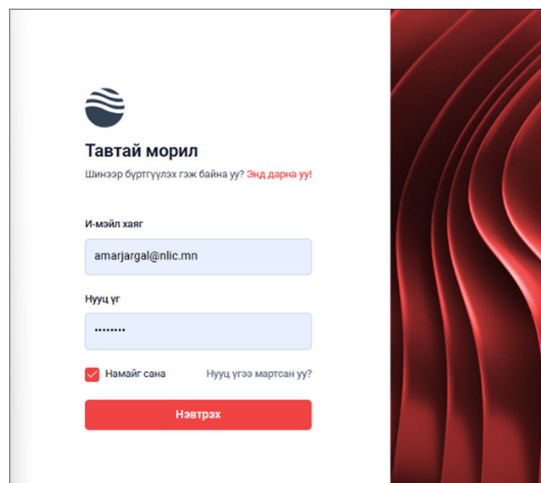 Тавтай морил
Шинээр бүртгүүлэх гэж байна уу? Энд дарна уу!
И-мэйл хаяг
amarjargal@nlic.mn
Нууц үг
••••••••
Намайг сана Нууц үгээ мартсан уу?
Нэвтрэх